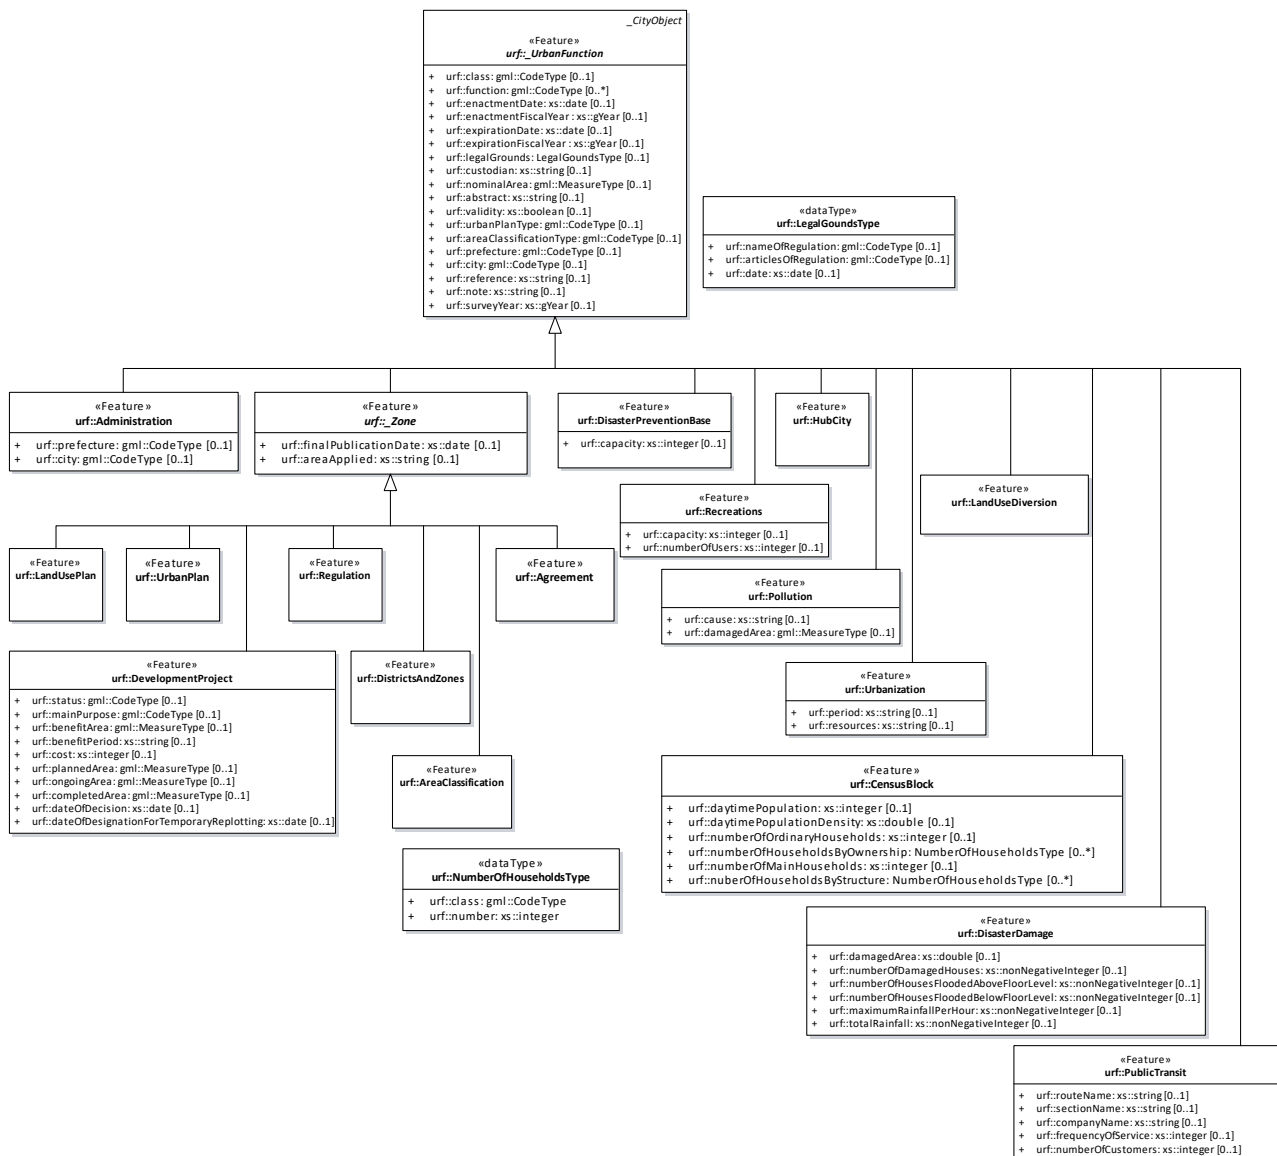 _CityObject
«Feature»
urf::_UrbanFunction
+ urf::class: gml::CodeType [0..1]
+ urf::function: gml::CodeType [0..*]
+ urf::enactmentDate: xs::date [0..1]
+ urf::enactmentFiscalYear : xs::gYear [0..1]
+ urf::expirationDate: xs::date [0..1]
+ urf::expirationFiscalYear : xs::gYear [0..1]
+ urf::legalGrounds: LegalGoundsType [0..1]
+ urf::custodian: xs::string [0..1]
+ urf::nominalArea: gml::MeasureType [0..1]
+ urf::abstract: xs::string [0..1]
+ urf::validity: xs::boolean [0..1]
+ urf::urbanPlanType: gml::CodeType [0..1]
+ urf::areaClassificationType: gml::CodeType [0..1]
+ urf::prefecture: gml::CodeType [0..1]
+ urf::city: gml::CodeType [0..1]
+ urf::reference: xs::string [0..1]
+ urf::note: xs::string [0..1]
+ urf::surveyYear: xs::gYear [0..1]
«dataType»
urf::LegalGoundsType
+ urf::nameOfRegulation: gml::CodeType [0..1]
+ urf::articlesOfRegulation: gml::CodeType [0..1]
+ urf::date: xs::date [0..1]
«Feature»
urf::Administration
+ urf::prefecture: gml::CodeType [0..1]
+ urf::city: gml::CodeType [0..1]
«Feature»
urf::_Zone
+ urf::finalPublicationDate: xs::date [0..1]
+ urf::areaApplied: xs::string [0..1]
«Feature»
urf::DisasterPreventionBase
+ urf::capacity: xs::integer [0..1]
«Feature»
urf::HubCity
«Feature»
urf::LandUseDiversion
«Feature»
urf::Recreations
+ urf::capacity: xs::integer [0..1]
+ urf::numberOfUsers: xs::integer [0..1]
«Feature»
urf::LandUsePlan
«Feature»
urf::UrbanPlan
«Feature»
urf::Regulation
«Feature»
urf::Agreement
«Feature»
urf::Pollution
+ urf::cause: xs::string [0..1]
+ urf::damagedArea: gml::MeasureType [0..1]
«Feature»
urf::DevelopmentProject
+ urf::status: gml::CodeType [0..1]
+ urf::mainPurpose: gml::CodeType [0..1]
+ urf::benefitArea: gml::MeasureType [0..1]
+ urf::benefitPeriod: xs::string [0..1]
+ urf::cost: xs::integer [0..1]
+ urf::plannedArea: gml::MeasureType [0..1]
+ urf::ongoingArea: gml::MeasureType [0..1]
+ urf::completedArea: gml::MeasureType [0..1]
+ urf::dateOfDecision: xs::date [0..1]
+ urf::dateOfDesignationForTemporaryReplotting: xs::date [0..1]
«Feature»
urf::DistrictsAndZones
«Feature»
urf::Urbanization
+ urf::period: xs::string [0..1]
+ urf::resources: xs::string [0..1]
«Feature»
urf::AreaClassification
«Feature»
urf::CensusBlock
+ urf::daytimePopulation: xs::integer [0..1]
+ urf::daytimePopulationDensity: xs::double [0..1]
+ urf::numberOfOrdinaryHouseholds: xs::integer [0..1]
+ urf::numberOfHouseholdsByOwnership: NumberOfHouseholdsType [0..*]
+ urf::numberOfMainHouseholds: xs::integer [0..1]
+ urf::nuberOfHouseholdsByStructure: NumberOfHouseholdsType [0..*]
«dataType»
urf::NumberOfHouseholdsType
+ urf::class: gml::CodeType
+ urf::number: xs::integer
«Feature»
urf::DisasterDamage
+ urf::damagedArea: xs::double [0..1]
+ urf::numberOfDamagedHouses: xs::nonNegativeInteger [0..1]
+ urf::numberOfHousesFloodedAboveFloorLevel: xs::nonNegativeInteger [0..1]
+ urf::numberOfHousesFloodedBelowFloorLevel: xs::nonNegativeInteger [0..1]
+ urf::maximumRainfallPerHour: xs::nonNegativeInteger [0..1]
+ urf::totalRainfall: xs::nonNegativeInteger [0..1]
«Feature»
urf::PublicTransit
+ urf::routeName: xs::string [0..1]
+ urf::sectionName: xs::string [0..1]
+ urf::companyName: xs::string [0..1]
+ urf::frequencyOfService: xs::integer [0..1]
+ urf::numberOfCustomers: xs::integer [0..1]